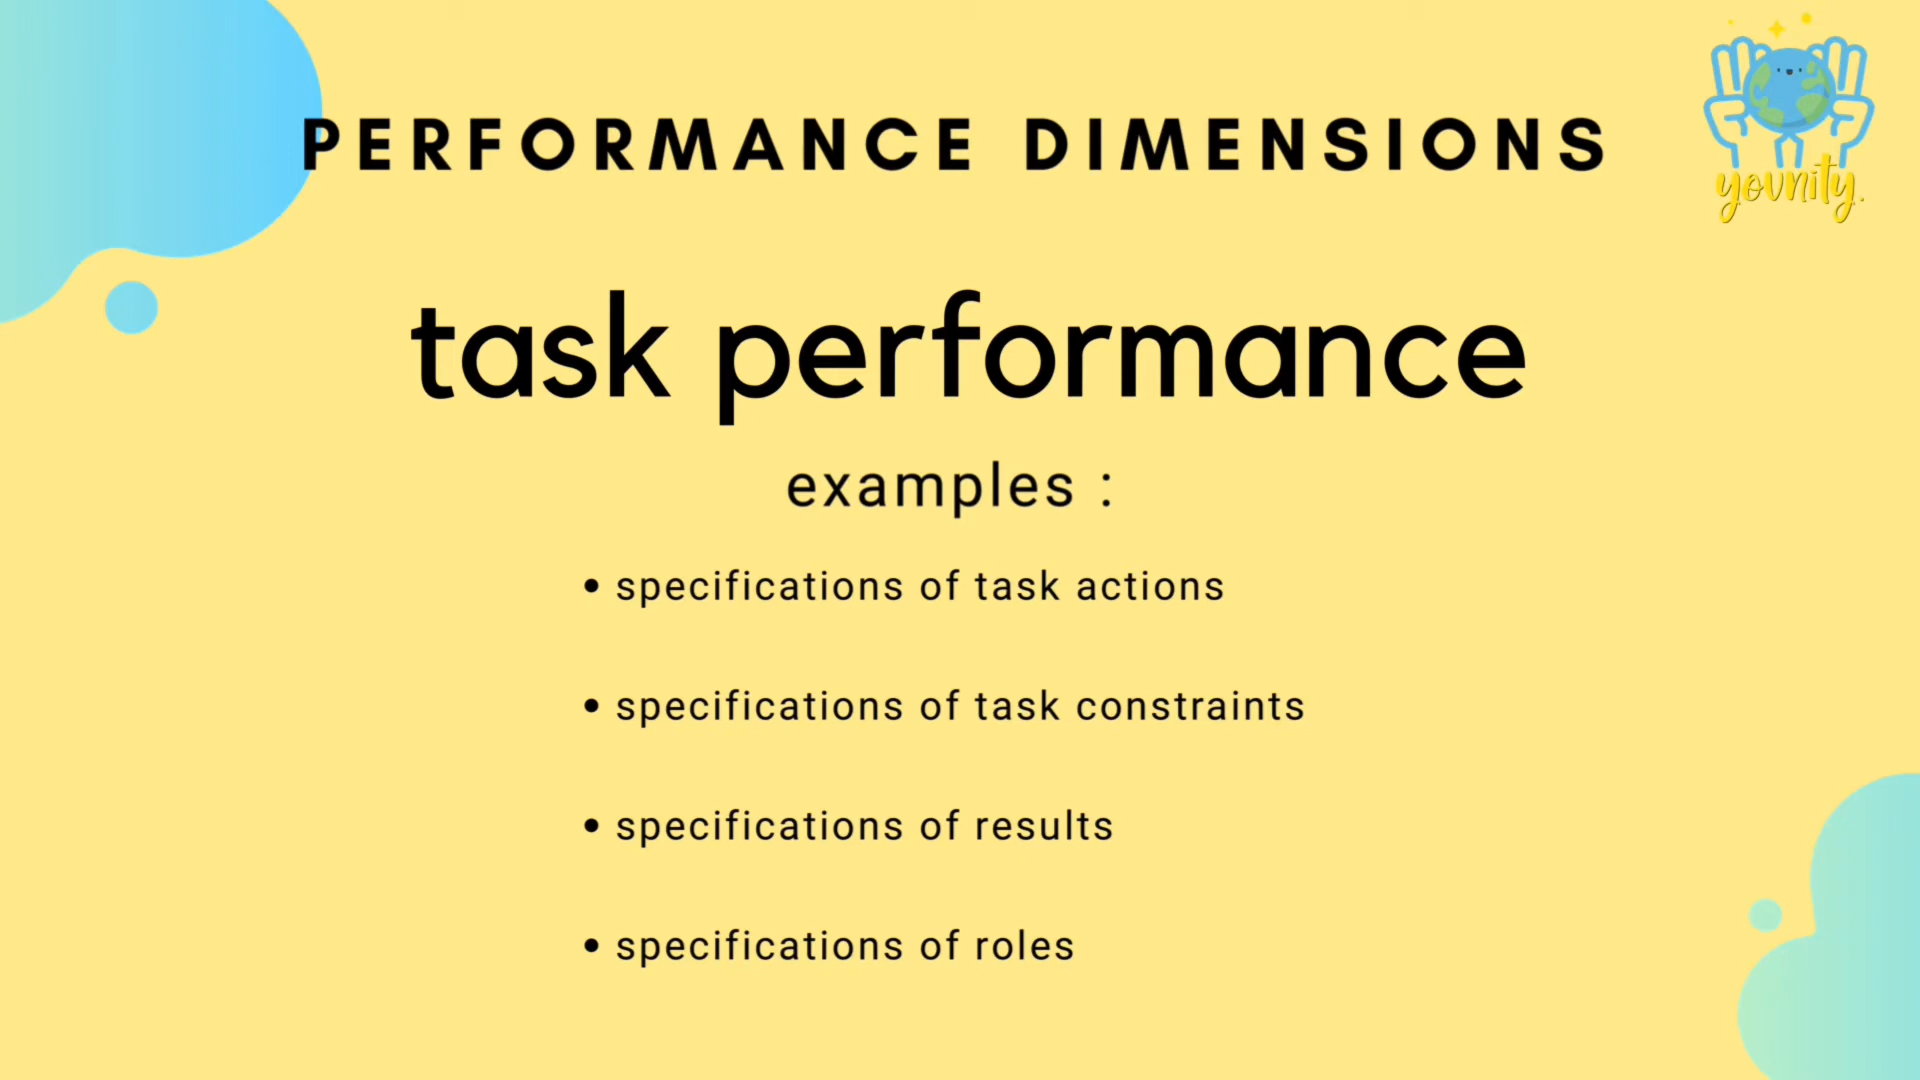 PERFORMANCE DIMENSIONS
younity.
task performance
examples :
• specifications of task actions
• specifications of task constraints
• specifications of results
• specifications of roles